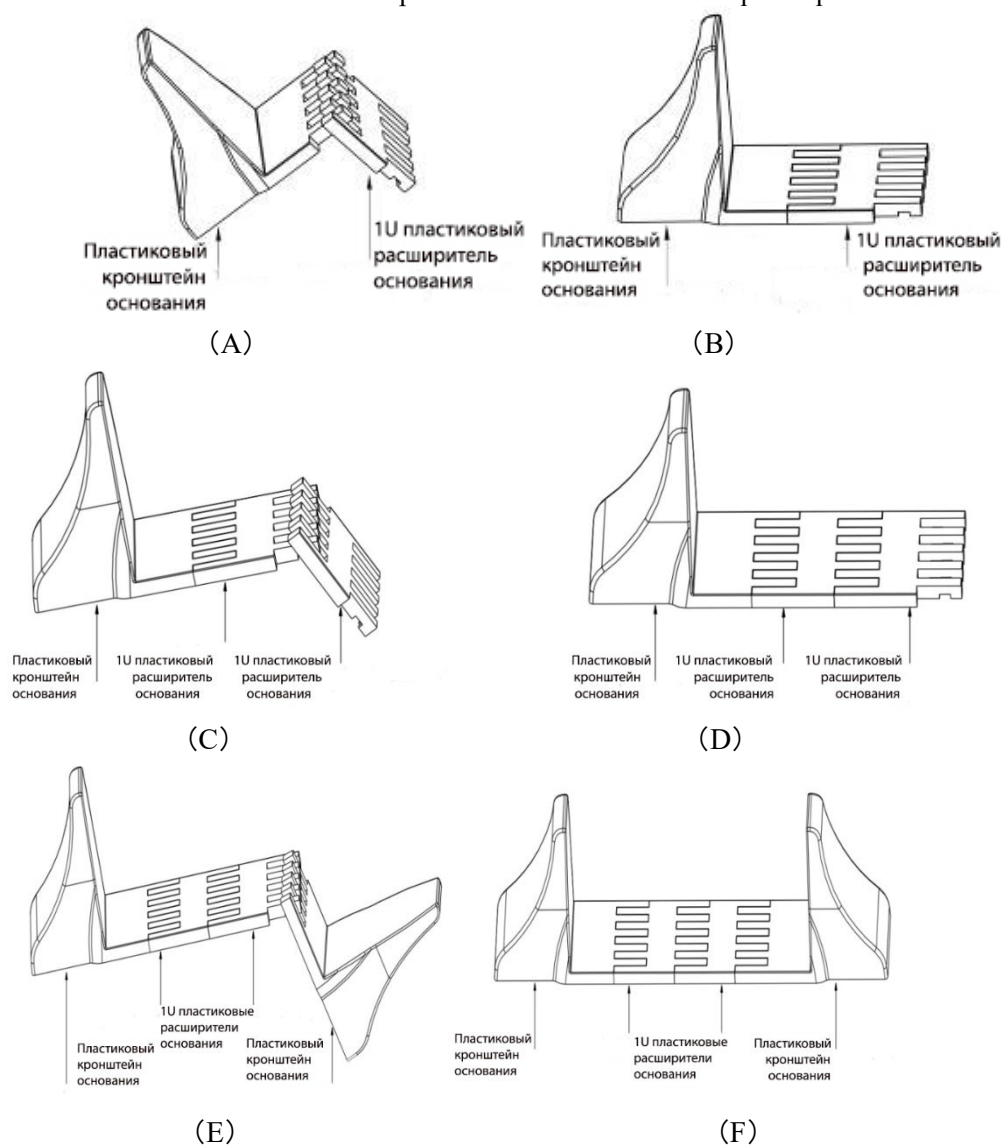 Пластиковый
кронштейн
основания
1U пластиковый
расширитель
основания
(A)
Пластиковый
кронштейн
основания
1U пластиковый
расширитель
основания
(B)
Пластиковый
кронштейн
основания
1U пластиковый
расширитель
основания
1U пластиковый
расширитель
основания
(C)
Пластиковый
кронштейн
основания
1U пластиковый
расширитель
основания
1U пластиковый
расширитель
основания
(D)
Пластиковый
кронштейн
основания
1U пластиковые
расширители
основания
Пластиковый
кронштейн
основания
(E)
Пластиковый
кронштейн
основания
1U пластиковые
расширители
основания
Пластиковый
кронштейн
основания
(F)